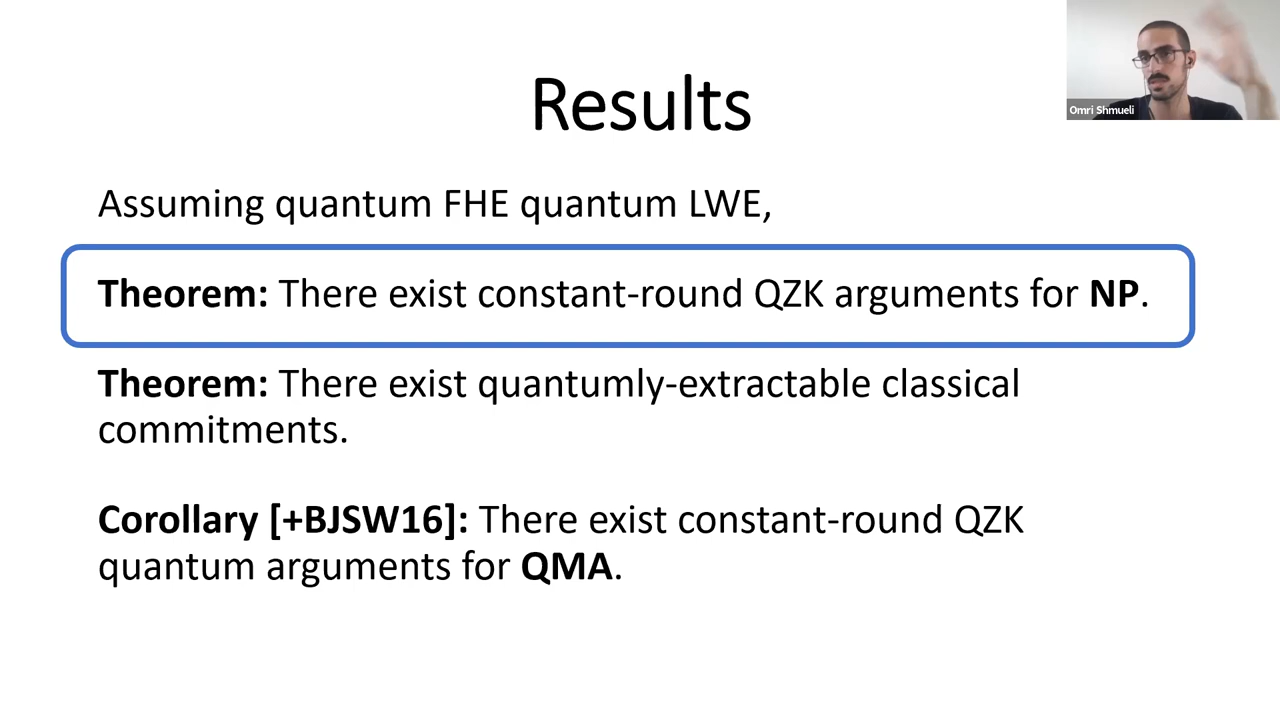 Omri Shmueli
Results
Assuming quantum FHE quantum LWE,
Theorem: There exist constant-round QZK arguments for NP.
Theorem: There exist quantumly-extractable classical
commitments.
Corollary [+BJSW16]: There exist constant-round QZK
quantum arguments for QMA.